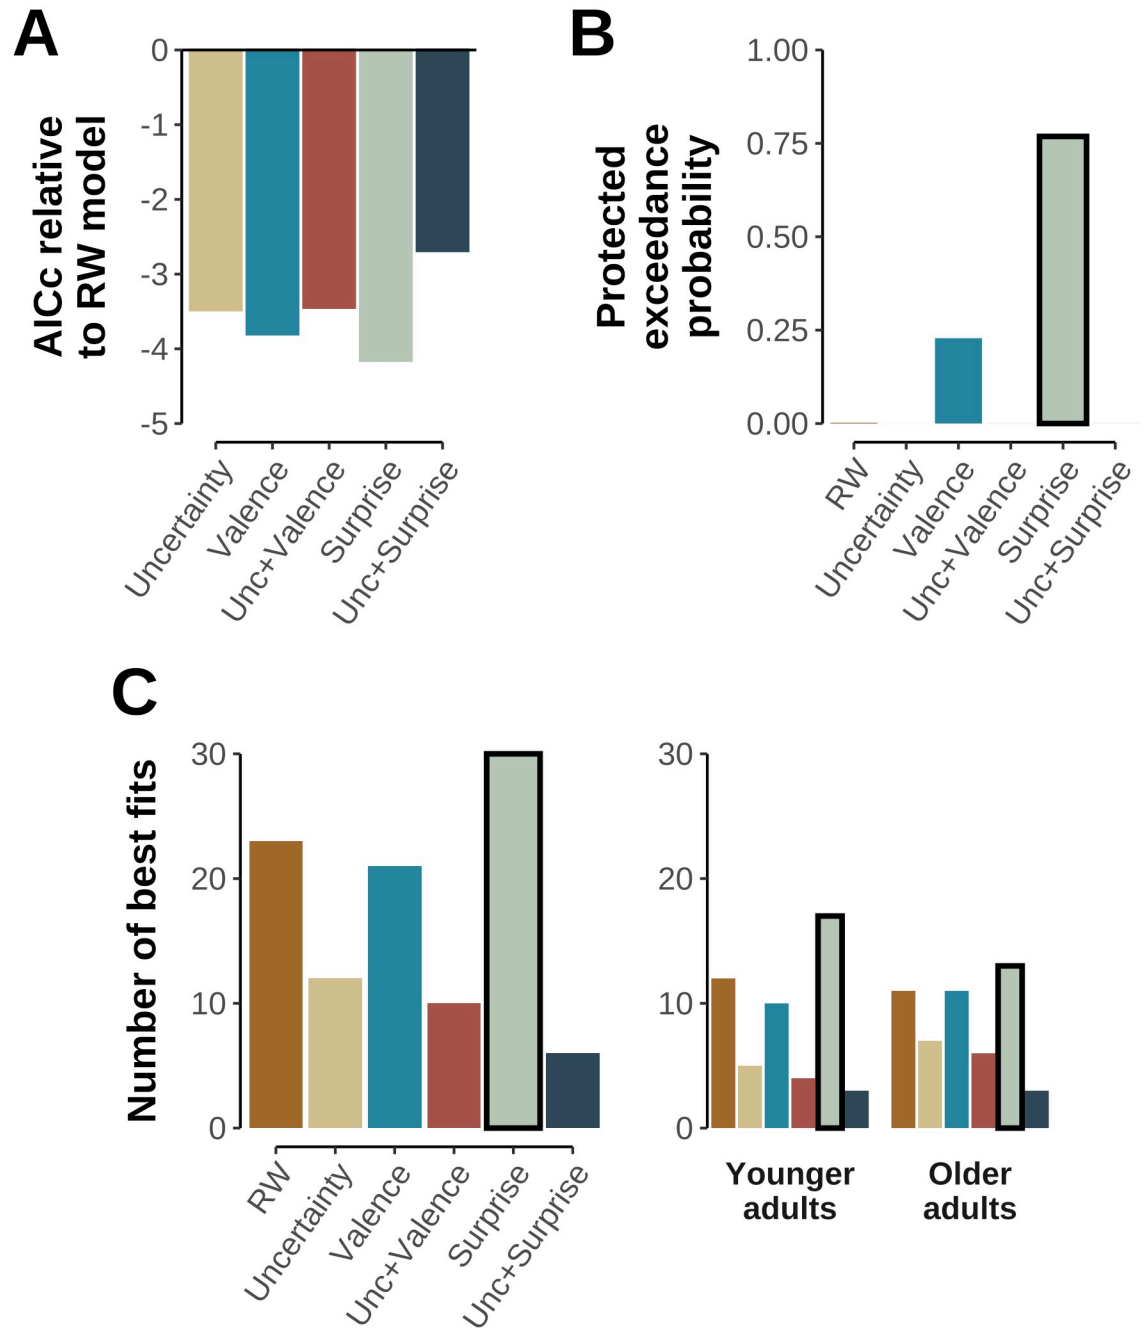 A
AICc relative
to RW model
0
-1
-2
-3
-4
-5
Uncertainty
Valence
Unc+Valence
Surprise
Unc+Surprise
B
Protected
exceedance
probability
1.00
0.75
0.50
0.25
0.00
RW
Uncertainty
Valence
Unc+Valence
Surprise
Unc+Surprise
C
Number of best fits
30
20
10
0
RW
Uncertainty
Valence
Unc+Valence
Surprise
Unc+Surprise
30
20
10
0
Younger
adults
Older
adults